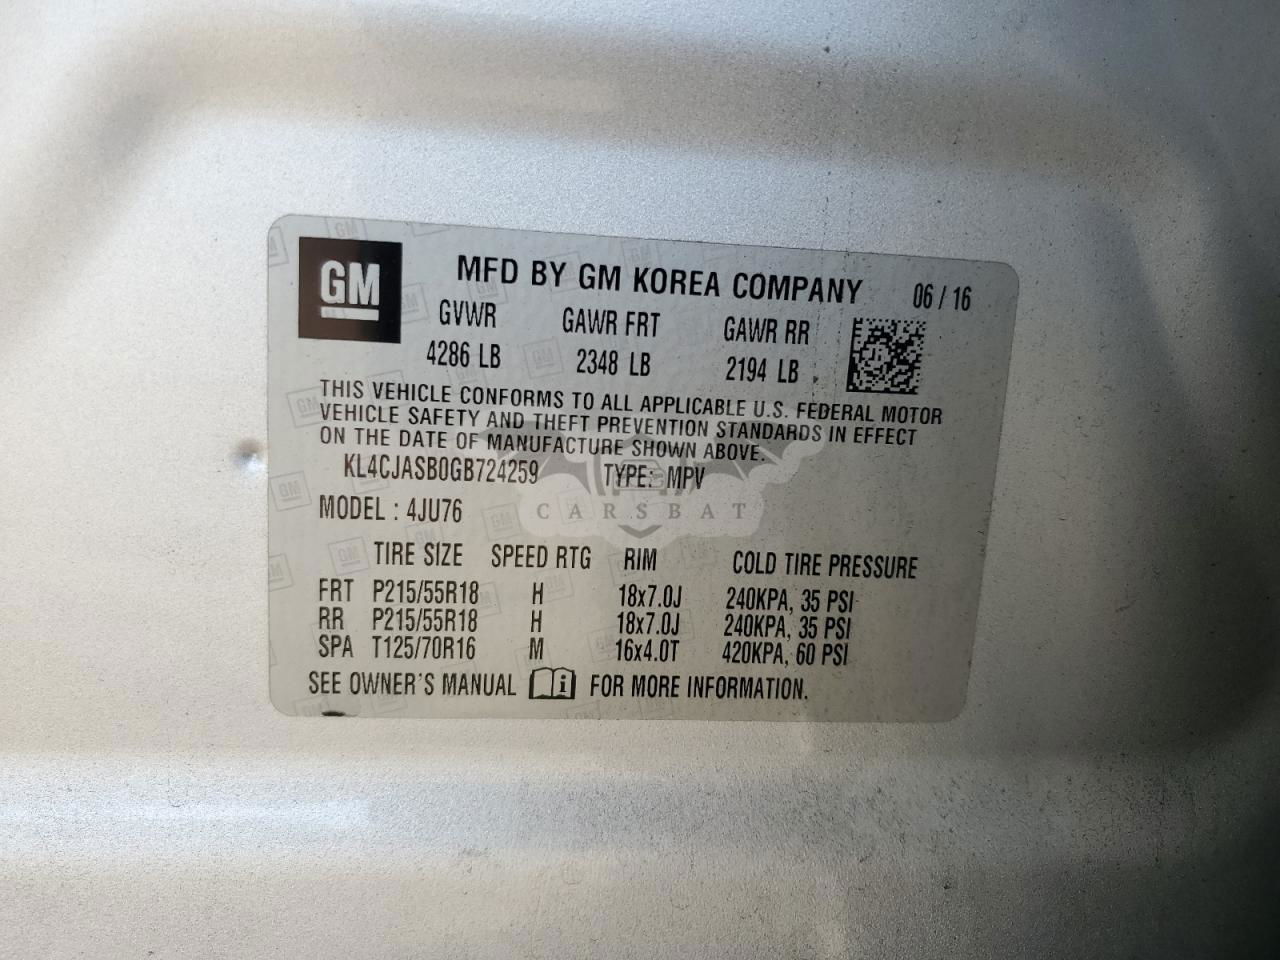 GM
MFD BY GM KOREA COMPANY 06 / 16
GVWR GAWR FRT GAWR RR
4286 LB 2348 LB 2194 LB
THIS VEHICLE CONFORMS TO ALL APPLICABLE U.S. FEDERAL MOTOR
VEHICLE SAFETY AND THEFT PREVENTION STANDARDS IN EFFECT
ON THE DATE OF MANUFACTURE SHOWN ABOVE.
KL4CJASB0GB724259 TYPE: MPV
MODEL : 4JU76
CARSBAT
TIRE SIZE SPEED RTG RIM COLD TIRE PRESSURE
FRT P215/55R18 H 18x7.0J 240KPA, 35 PSI
RR P215/55R18 H 18x7.0J 240KPA, 35 PSI
SPA T125/70R16 M 16x4.0T 420KPA, 60 PSI
SEE OWNER'S MANUAL i FOR MORE INFORMATION.